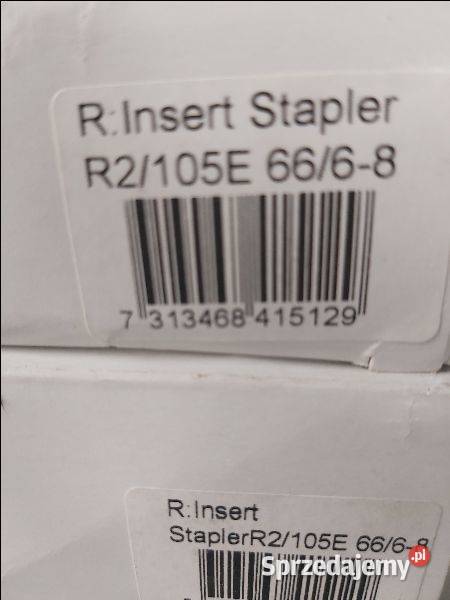 R:Insert Stapler
R2/105E 66/6-8
7 313468 415129
R:Insert
StaplerR2/105E 66/6-8
Sprzedajemy.pl